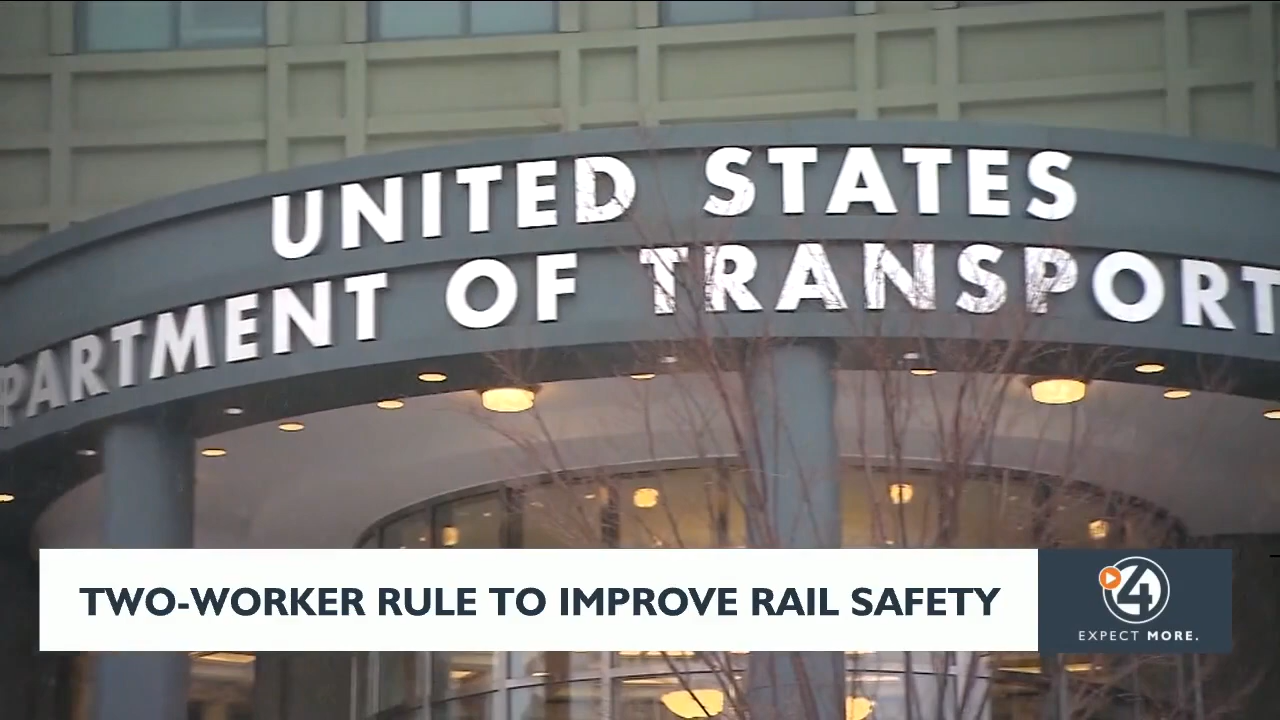 UNITED STATES
PARTMENT OF TRANSPORT
TWO-WORKER RULE TO IMPROVE RAIL SAFETY
4
EXPECT MORE.